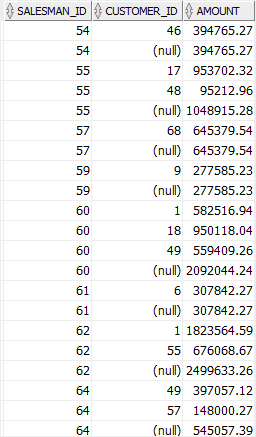 SALESMAN_ID CUSTOMER_ID AMOUNT
54 46 394765.27
54 (null) 394765.27
55 17 953702.32
55 48 95212.96
55 (null) 1048915.28
57 68 645379.54
57 (null) 645379.54
59 9 277585.23
59 (null) 277585.23
60 1 582516.94
60 18 950118.04
60 49 559409.26
60 (null) 2092044.24
61 6 307842.27
61 (null) 307842.27
62 1 1823564.59
62 55 676068.67
62 (null) 2499633.26
64 49 397057.12
64 57 148000.27
64 (null) 545057.39